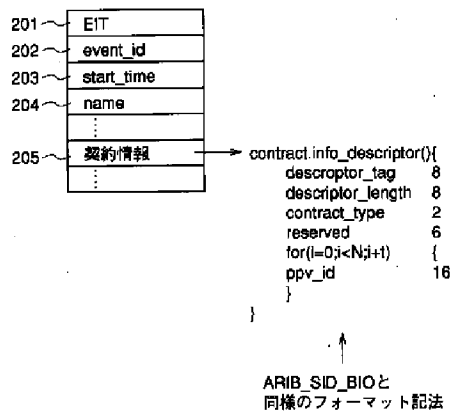 201 EIT
202 event_id
203 start_time
204 name
205 契約情報
contract.info_descriptor(){
descroptor_tag 8
descriptor_length 8
contract_type 2
reserved 6
for(i=0;i<N;i+t) {
ppv_id 16
}
}
ARIB_SID_BIOと
同様のフォーマット記法